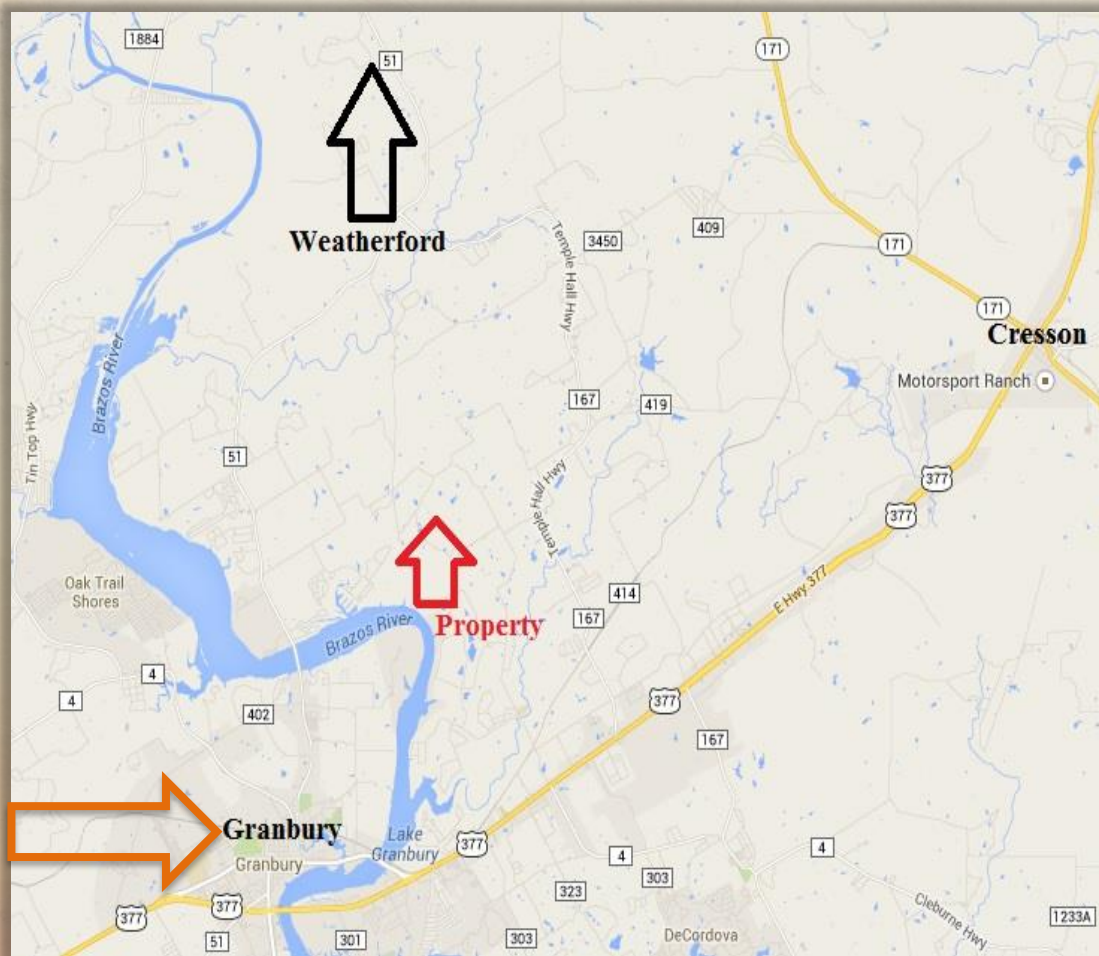 1884
171
51
Weatherford
Temple Hall Hwy
3450
409
171
171
Cresson
Brazos River
Motorsport Ranch
Tin Top Hwy
167
419
51
Temple Hall Hwy
377
377
Oak Trail
Shores
414
E Hwy 377
167
Property
Brazos River
4
4
402
377
167
Granbury
Lake
Granbury
Granbury
377
4
4
303
323
Cleburne Hwy
377
377
1233A
51
301
303
DeCordova